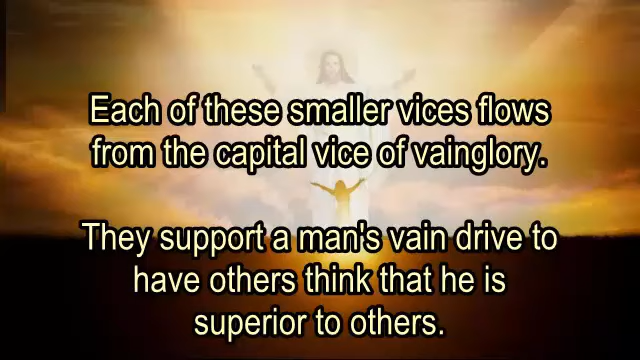 Each of these smaller vices flows
from the capital vice of vainglory.
They support a man's vain drive to
have others think that he is
superior to others.